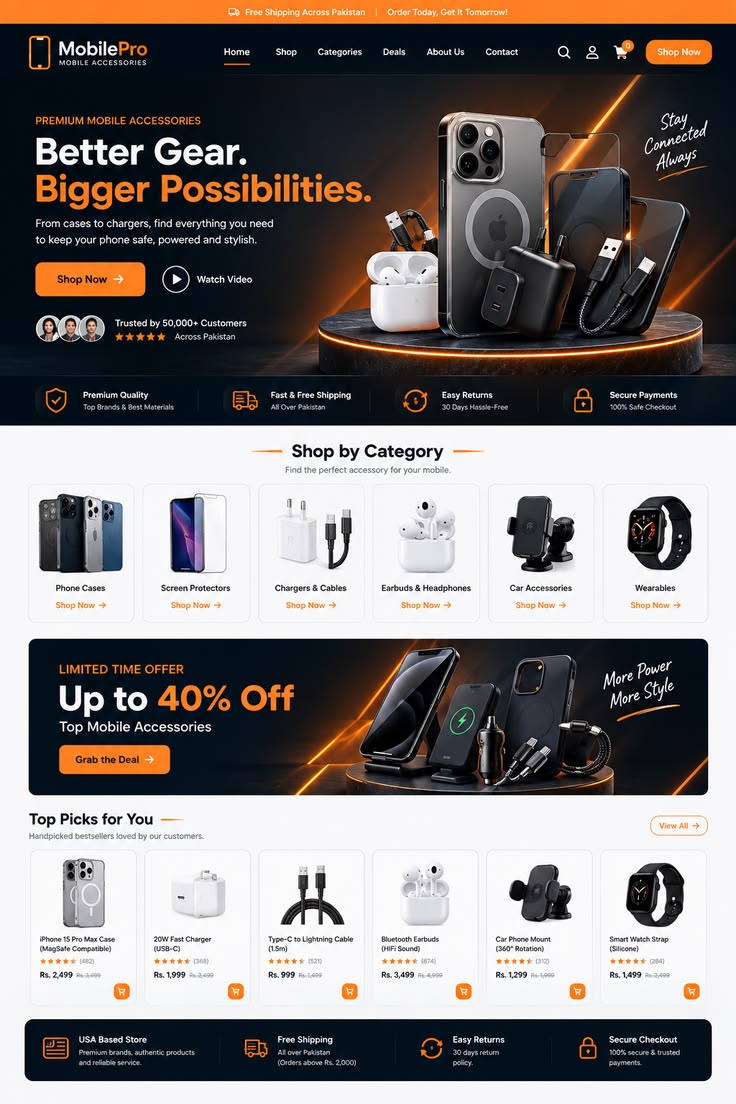 Free Shipping Across Pakistan | Order Today, Get It Tomorrow!
MobilePro
MOBILE ACCESSORIES
Home Shop Categories Deals About Us Contact
0
Shop Now
PREMIUM MOBILE ACCESSORIES
Better Gear.
Bigger Possibilities.
From cases to chargers, find everything you need
to keep your phone safe, powered and stylish.
Shop Now →
Watch Video
Trusted by 50,000+ Customers
★★★★★ Across Pakistan
Stay
Connected
Always
Premium Quality
Top Brands & Best Materials
Fast & Free Shipping
All Over Pakistan
Easy Returns
30 Days Hassle-Free
Secure Payments
100% Safe Checkout
Shop by Category
Find the perfect accessory for your mobile.
Phone Cases
Shop Now →
Screen Protectors
Shop Now →
Chargers & Cables
Shop Now →
Earbuds & Headphones
Shop Now →
Car Accessories
Shop Now →
Wearables
Shop Now →
LIMITED TIME OFFER
Up to 40% Off
Top Mobile Accessories
Grab the Deal →
More Power
More Style
Top Picks for You
Handpicked bestsellers loved by our customers.
View All →
iPhone 15 Pro Max Case
(MagSafe Compatible)
(482)
Rs. 2,499 Rs. 3,499
20W Fast Charger
(USB-C)
(368)
Rs. 1,999 Rs. 2,499
Type-C to Lightning Cable
(1.5m)
(521)
Rs. 999 Rs. 1,499
Bluetooth Earbuds
(HIFI Sound)
(674)
Rs. 3,499 Rs. 4,999
Car Phone Mount
(360° Rotation)
(312)
Rs. 1,299 Rs. 1,999
Smart Watch Strap
(Silicone)
(284)
Rs. 1,499 Rs. 2,499
USA Based Store
Premium brands, authentic products
and reliable service.
Free Shipping
All over Pakistan
(Orders above Rs. 2,000)
Easy Returns
30 days return
policy.
Secure Checkout
100% secure & trusted
payments.